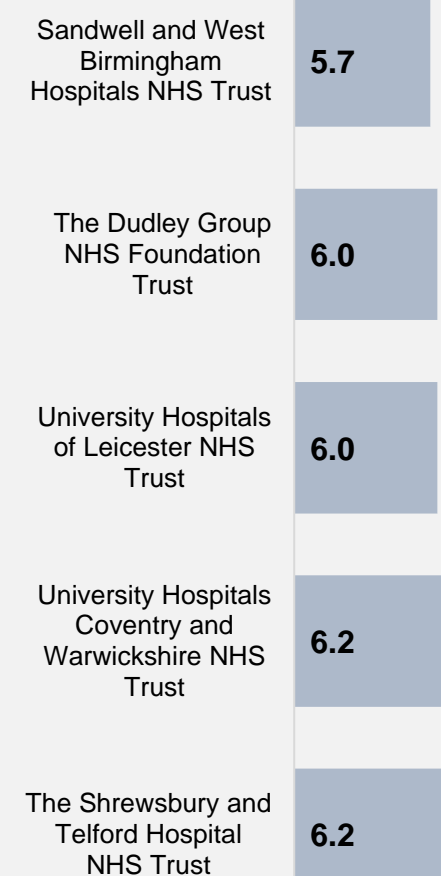 Sandwell and West
Birmingham
Hospitals NHS Trust
5.7
The Dudley Group
NHS Foundation
Trust
6.0
University Hospitals
of Leicester NHS
Trust
6.0
University Hospitals
Coventry and
Warwickshire NHS
Trust
6.2
The Shrewsbury and
Telford Hospital
NHS Trust
6.2